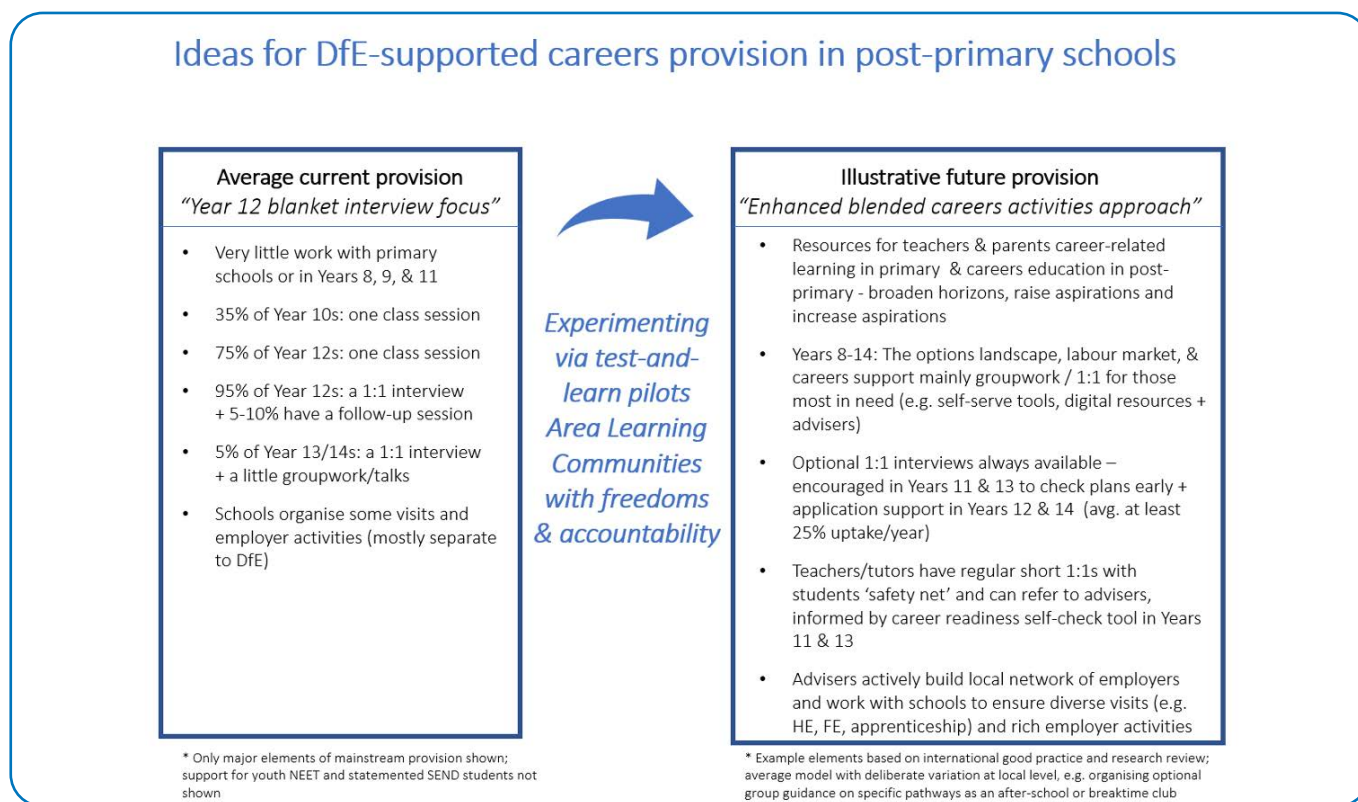 Ideas for DfE-supported careers provision in post-primary schools
Average current provision
“Year 12 blanket interview focus”
• Very little work with primary
schools or in Years 8, 9, & 11
• 35% of Year 10s: one class session
• 75% of Year 12s: one class session
• 95% of Year 12s: a 1:1 interview
+ 5-10% have a follow-up session
• 5% of Year 13/14s: a 1:1 interview
+ a little groupwork/talks
• Schools organise some visits and
employer activities (mostly separate
to DfE)
* Only major elements of mainstream provision shown;
support for youth NEET and statemented SEND students not
shown
Experimenting
via test-and-
learn pilots
Area Learning
Communities
with freedoms
& accountability
Illustrative future provision
“Enhanced blended careers activities approach”
• Resources for teachers & parents career-related
learning in primary & careers education in post-
primary - broaden horizons, raise aspirations and
increase aspirations
• Years 8-14: The options landscape, labour market, &
careers support mainly groupwork / 1:1 for those
most in need (e.g. self-serve tools, digital resources +
advisers)
• Optional 1:1 interviews always available –
encouraged in Years 11 & 13 to check plans early +
application support in Years 12 & 14 (avg. at least
25% uptake/year)
• Teachers/tutors have regular short 1:1s with
students ‘safety net’ and can refer to advisers,
informed by career readiness self-check tool in Years
11 & 13
• Advisers actively build local network of employers
and work with schools to ensure diverse visits (e.g.
HE, FE, apprenticeship) and rich employer activities
* Example elements based on international good practice and research review;
average model with deliberate variation at local level, e.g. organising optional
group guidance on specific pathways as an after-school or breaktime club